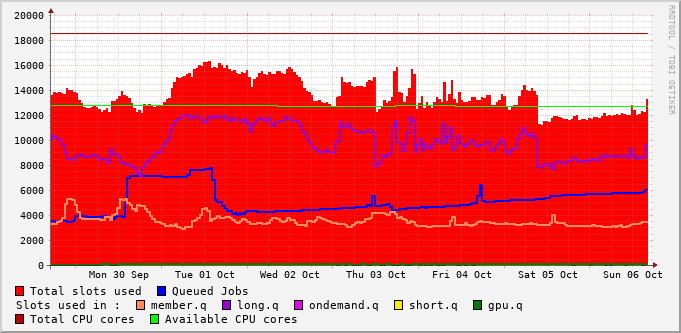 RRDTOOL / TOBI OETIKER
20000
18000
16000
14000
12000
10000
8000
6000
4000
2000
0
Mon 30 Sep Tue 01 Oct Wed 02 Oct Thu 03 Oct Fri 04 Oct Sat 05 Oct Sun 06 Oct
Total slots used Queued Jobs
Slots used in : member.q long.q ondemand.q short.q gpu.q
Total CPU cores Available CPU cores